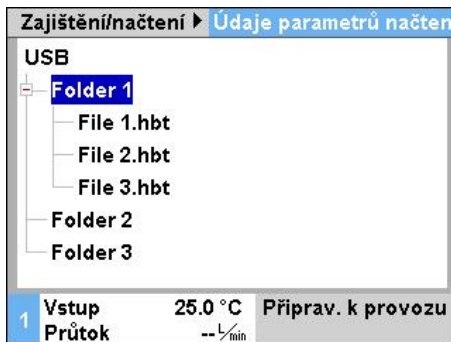 Zajištění/načtení ▶ Údaje parametrů načten
USB
Folder 1
File 1.hbt
File 2.hbt
File 3.hbt
Folder 2
Folder 3
1 Vstup 25.0 °C Připrav. k provozu
Průtok -- L/min